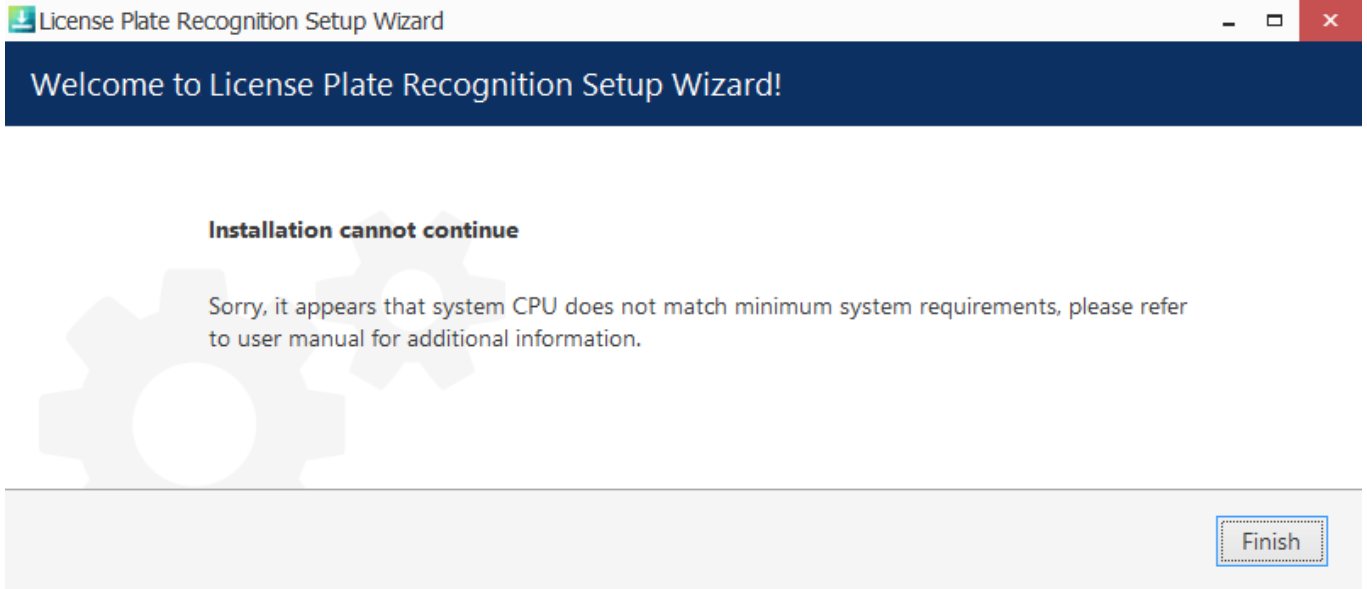 License Plate Recognition Setup Wizard
Welcome to License Plate Recognition Setup Wizard!
Installation cannot continue
Sorry, it appears that system CPU does not match minimum system requirements, please refer
to user manual for additional information.
Finish